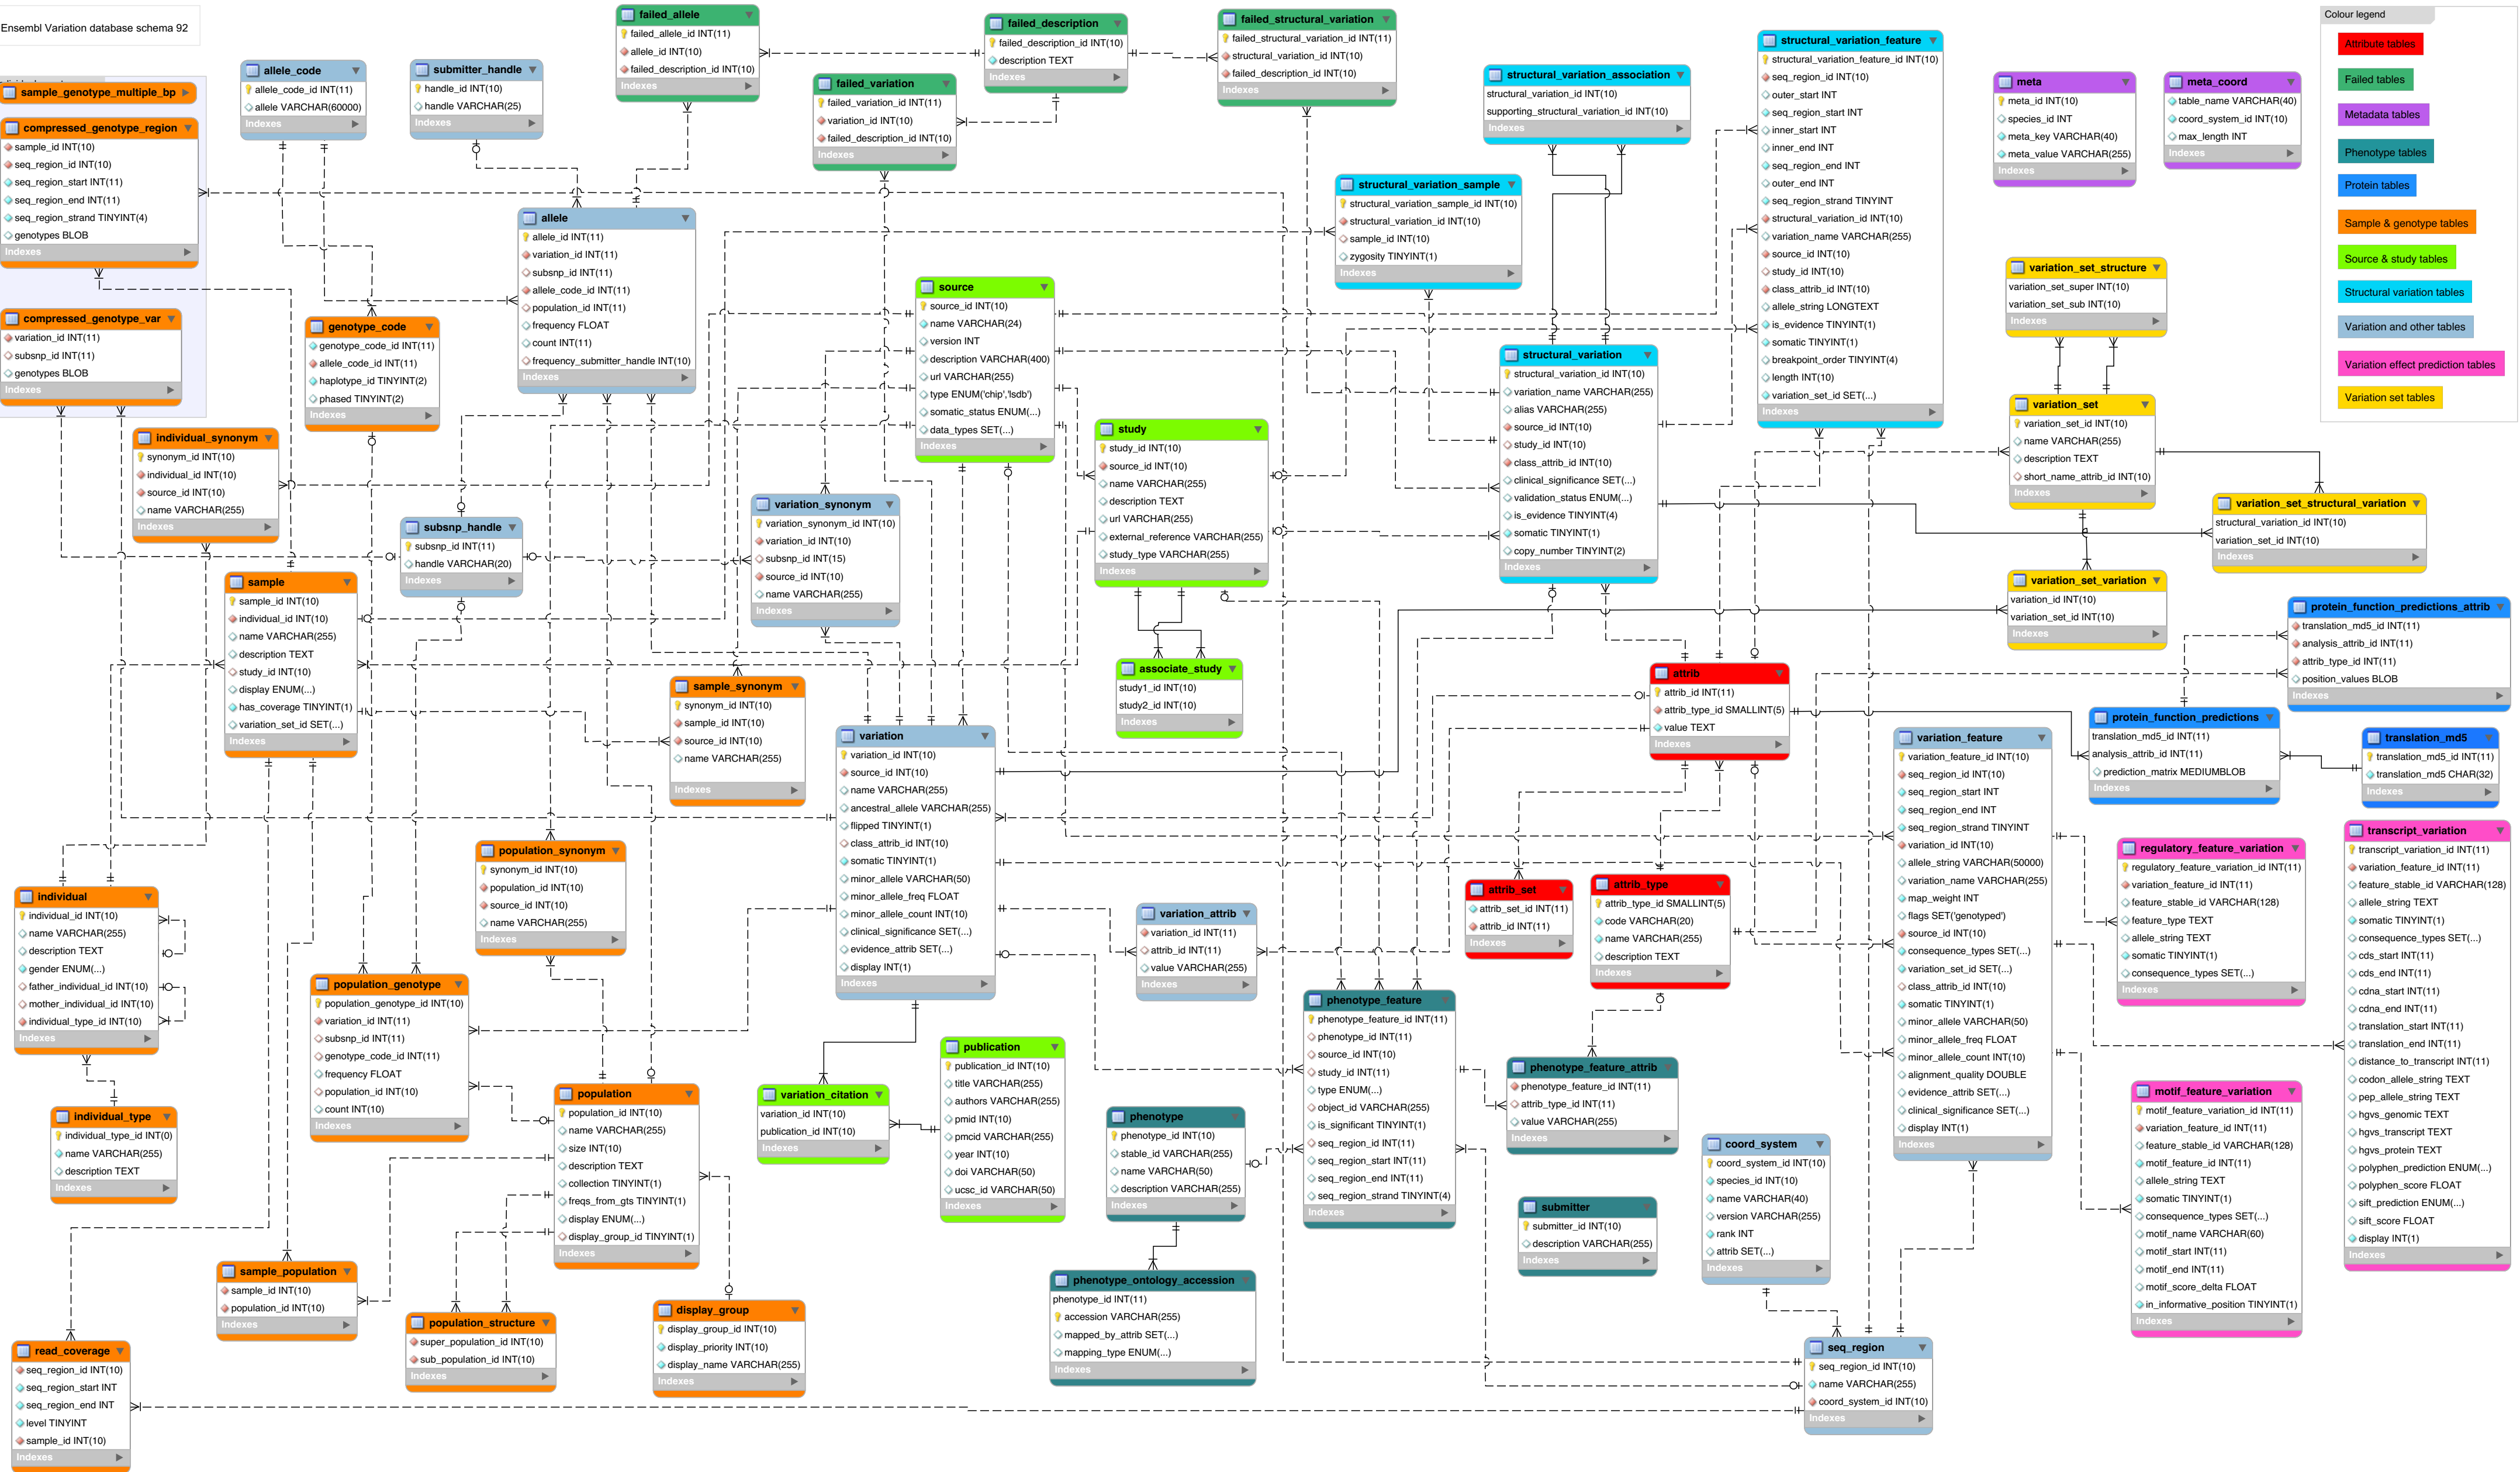 Ensembl Variation database schema 92
sample_genotype_multiple_bp
compressed_genotype_region
sample_id INT(10)
seq_region_id INT(10)
seq_region_start INT(11)
seq_region_end INT(11)
seq_region_strand TINYINT(4)
genotypes BLOB
Indexes
compressed_genotype_var
variation_id INT(11)
subsnp_id INT(11)
genotypes BLOB
allele_code
allele_code_id INT(11)
allele VARCHAR(60000)
Indexes
submitter_handle
handle_id INT(10)
handle VARCHAR(25)
Indexes
failed_allele
failed_allele_id INT(11)
allele_id INT(10)
failed_description_id INT(10)
Indexes
failed_description
failed_description_id INT(10)
description TEXT
Indexes
failed_variation
failed_variation_id INT(11)
variation_id INT(10)
failed_description_id INT(10)
Indexes
failed_structural_variation
failed_structural_variation_id INT(11)
structural_variation_id INT(10)
failed_description_id INT(10)
Indexes
structural_variation_association
structural_variation_id INT(10)
supporting_structural_variation_id INT(10)
Indexes
structural_variation_sample
structural_variation_sample_id INT(10)
structural_variation_id INT(10)
sample_id INT(10)
zygosity TINYINT(1)
Indexes
structural_variation_feature
structural_variation_feature_id INT(10)
seq_region_id INT(10)
outer_start INT
seq_region_start INT
inner_start INT
inner_end INT
seq_region_end INT
outer_end INT
seq_region_strand TINYINT
structural_variation_id INT(10)
variation_name VARCHAR(255)
source_id INT(10)
study_id INT(10)
class_attrib_id INT(10)
allele_string LONGTEXT
is_evidence TINYINT(1)
somatic TINYINT(1)
breakpoint_order TINYINT(4)
length INT(10)
variation_set_id SET(...)
Indexes
meta
meta_id INT(10)
species_id INT
meta_key VARCHAR(40)
meta_value VARCHAR(255)
Indexes
meta_coord
table_name VARCHAR(40)
coord_system_id INT(10)
max_length INT
Indexes
Colour legend
Attribute tables
Failed tables
Metadata tables
Phenotype tables
Protein tables
Sample & genotype tables
Source & study tables
Structural variation tables
Variation and other tables
Variation effect prediction tables
Variation set tables
allele
allele_id INT(11)
variation_id INT(11)
subsnp_id INT(11)
allele_code_id INT(11)
population_id INT(11)
frequency FLOAT
count INT(11)
frequency_submitter_handle INT(10)
Indexes
genotype_code
genotype_code_id INT(11)
allele_code_id INT(11)
haplotype_id TINYINT(2)
phased TINYINT(2)
Indexes
source
source_id INT(10)
name VARCHAR(24)
version INT
description VARCHAR(400)
url VARCHAR(255)
type ENUM('chip','lsdb')
somatic_status ENUM(...)
data_types SET(...)
Indexes
study
study_id INT(10)
source_id INT(10)
name VARCHAR(255)
description TEXT
url VARCHAR(255)
external_reference VARCHAR(255)
study_type VARCHAR(255)
Indexes
structural_variation
structural_variation_id INT(10)
variation_name VARCHAR(255)
alias VARCHAR(255)
source_id INT(10)
study_id INT(10)
class_attrib_id INT(10)
clinical_significance SET(...)
validation_status ENUM(...)
is_evidence TINYINT(4)
somatic TINYINT(1)
copy_number TINYINT(2)
Indexes
variation_set_structure
variation_set_super INT(10)
variation_set_sub INT(10)
Indexes
variation_set
variation_set_id INT(10)
name VARCHAR(255)
description TEXT
short_name_attrib_id INT(10)
Indexes
variation_set_structural_variation
structural_variation_id INT(10)
variation_set_id INT(10)
Indexes
variation_set_variation
variation_id INT(10)
variation_set_id INT(10)
Indexes
individual_synonym
synonym_id INT(10)
individual_id INT(10)
source_id INT(10)
name VARCHAR(255)
Indexes
subsnp_handle
subsnp_id INT(11)
handle VARCHAR(20)
Indexes
variation_synonym
variation_synonym_id INT(10)
variation_id INT(10)
subsnp_id INT(15)
source_id INT(10)
name VARCHAR(255)
Indexes
sample
sample_id INT(10)
individual_id INT(10)
name VARCHAR(255)
description TEXT
study_id INT(10)
display ENUM(...)
has_coverage TINYINT(1)
variation_set_id SET(...)
Indexes
sample_synonym
synonym_id INT(10)
sample_id INT(10)
source_id INT(10)
name VARCHAR(255)
Indexes
associate_study
study1_id INT(10)
study2_id INT(10)
Indexes
attrib
attrib_id INT(11)
attrib_type_id SMALLINT(5)
value TEXT
Indexes
protein_function_predictions_attrib
translation_md5_id INT(11)
analysis_attrib_id INT(11)
attrib_type_id INT(11)
position_values BLOB
Indexes
protein_function_predictions
translation_md5_id INT(11)
analysis_attrib_id INT(11)
prediction_matrix MEDIUMBLOB
Indexes
translation_md5
translation_md5_id INT(11)
translation_md5 CHAR(32)
Indexes
variation
variation_id INT(10)
source_id INT(10)
name VARCHAR(255)
ancestral_allele VARCHAR(255)
flipped TINYINT(1)
class_attrib_id INT(10)
somatic TINYINT(1)
minor_allele VARCHAR(50)
minor_allele_freq FLOAT
minor_allele_count INT(10)
clinical_significance SET(...)
evidence_attrib SET(...)
display INT(1)
Indexes
variation_feature
variation_feature_id INT(10)
seq_region_id INT(10)
seq_region_start INT
seq_region_end INT
seq_region_strand TINYINT
variation_id INT(10)
allele_string VARCHAR(50000)
variation_name VARCHAR(255)
map_weight INT
flags SET('genotyped')
source_id INT(10)
consequence_types SET(...)
variation_set_id SET(...)
class_attrib_id INT(10)
somatic TINYINT(1)
minor_allele VARCHAR(50)
minor_allele_freq FLOAT
minor_allele_count INT(10)
alignment_quality DOUBLE
evidence_attrib SET(...)
clinical_significance SET(...)
display INT(1)
Indexes
regulatory_feature_variation
regulatory_feature_variation_id INT(11)
variation_feature_id INT(11)
feature_stable_id VARCHAR(128)
feature_type TEXT
allele_string TEXT
somatic TINYINT(1)
consequence_types SET(...)
Indexes
transcript_variation
transcript_variation_id INT(11)
variation_feature_id INT(11)
feature_stable_id VARCHAR(128)
allele_string TEXT
somatic TINYINT(1)
consequence_types SET(...)
cds_start INT(11)
cds_end INT(11)
cdna_start INT(11)
cdna_end INT(11)
translation_start INT(11)
translation_end INT(11)
distance_to_transcript INT(11)
codon_allele_string TEXT
pep_allele_string TEXT
hgvs_genomic TEXT
hgvs_transcript TEXT
hgvs_protein TEXT
polyphen_prediction ENUM(...)
polyphen_score FLOAT
sift_prediction ENUM(...)
sift_score FLOAT
display INT(1)
Indexes
motif_feature_variation
motif_feature_variation_id INT(11)
variation_feature_id INT(11)
feature_stable_id VARCHAR(128)
motif_feature_id INT(11)
allele_string TEXT
somatic TINYINT(1)
consequence_types SET(...)
motif_name VARCHAR(60)
motif_start INT(11)
motif_end INT(11)
motif_score_delta FLOAT
in_informative_position TINYINT(1)
Indexes
population_synonym
synonym_id INT(10)
population_id INT(10)
source_id INT(10)
name VARCHAR(255)
Indexes
individual
individual_id INT(10)
name VARCHAR(255)
description TEXT
gender ENUM(...)
father_individual_id INT(10)
mother_individual_id INT(10)
individual_type_id INT(10)
Indexes
individual_type
individual_type_id INT(0)
name VARCHAR(255)
description TEXT
Indexes
population_genotype
population_genotype_id INT(10)
variation_id INT(11)
subsnp_id INT(11)
genotype_code_id INT(11)
frequency FLOAT
population_id INT(10)
count INT(10)
Indexes
population
population_id INT(10)
name VARCHAR(255)
size INT(10)
description TEXT
collection TINYINT(1)
freqs_from_gts TINYINT(1)
display ENUM(...)
display_group_id TINYINT(1)
Indexes
variation_attrib
variation_id INT(11)
attrib_id INT(11)
value VARCHAR(255)
Indexes
attrib_set
attrib_set_id INT(11)
attrib_id INT(11)
Indexes
attrib_type
attrib_type_id SMALLINT(5)
code VARCHAR(20)
name VARCHAR(255)
description TEXT
Indexes
publication
publication_id INT(10)
title VARCHAR(255)
authors VARCHAR(255)
pmid INT(10)
pmcid VARCHAR(255)
year INT(10)
doi VARCHAR(50)
ucsc_id VARCHAR(50)
Indexes
variation_citation
variation_id INT(10)
publication_id INT(10)
Indexes
phenotype_feature
phenotype_feature_id INT(11)
phenotype_id INT(11)
source_id INT(10)
study_id INT(11)
type ENUM(...)
object_id VARCHAR(255)
is_significant TINYINT(1)
seq_region_id INT(11)
seq_region_start INT(11)
seq_region_end INT(11)
seq_region_strand TINYINT(4)
Indexes
phenotype_feature_attrib
phenotype_feature_id INT(11)
attrib_type_id INT(11)
value VARCHAR(255)
Indexes
phenotype
phenotype_id INT(10)
stable_id VARCHAR(255)
name VARCHAR(50)
description VARCHAR(255)
Indexes
phenotype_ontology_accession
phenotype_id INT(11)
accession VARCHAR(255)
mapped_by_attrib SET(...)
mapping_type ENUM(...)
Indexes
submitter
submitter_id INT(10)
description VARCHAR(255)
Indexes
coord_system
coord_system_id INT(10)
species_id INT(10)
name VARCHAR(40)
version VARCHAR(255)
rank INT
attrib SET(...)
Indexes
seq_region
seq_region_id INT(10)
name VARCHAR(255)
coord_system_id INT(10)
Indexes
sample_population
sample_id INT(10)
population_id INT(10)
Indexes
population_structure
super_population_id INT(10)
sub_population_id INT(10)
Indexes
display_group
display_group_id INT(10)
display_priority INT(10)
display_name VARCHAR(255)
Indexes
read_coverage
seq_region_id INT(10)
seq_region_start INT
seq_region_end INT
level TINYINT
sample_id INT(10)
Indexes